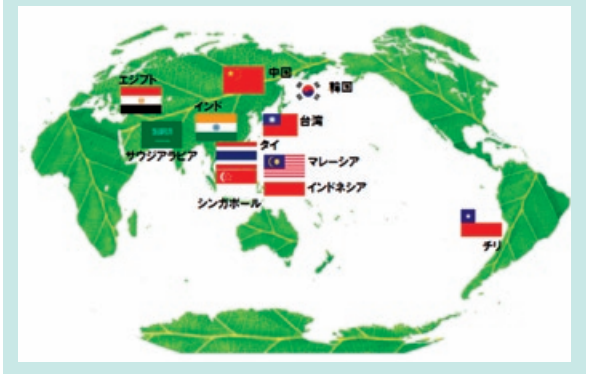 中国
エジプト
韓国
インド
台湾
タイ
サウジアラビア
マレーシア
インドネシア
シンガポール
チリ